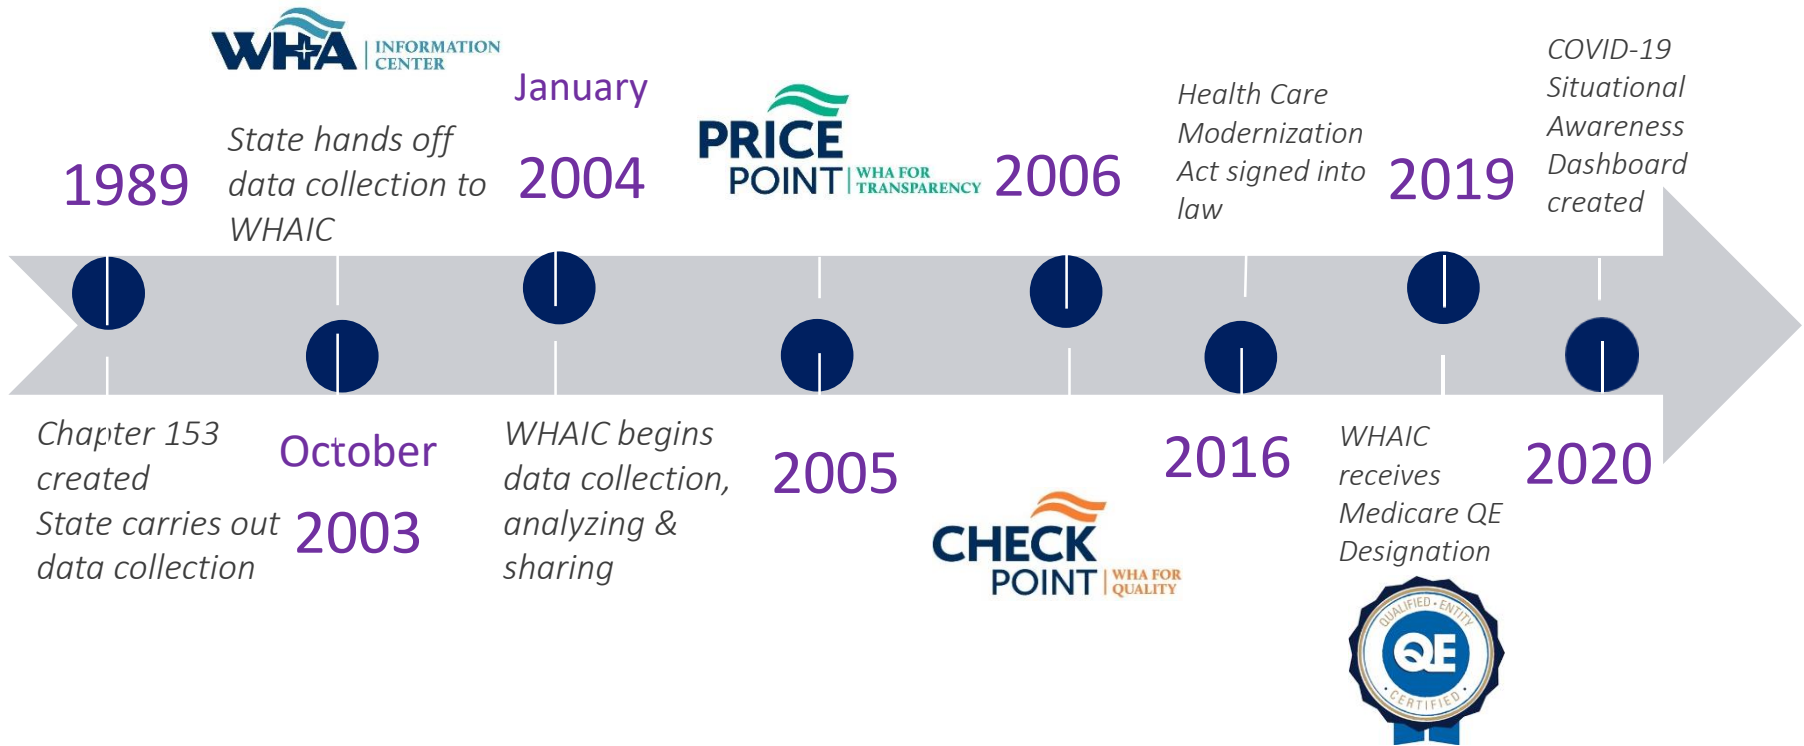 1989
Chapter 153
created
State carries out
data collection
WHA INFORMATION
CENTER
State hands off
data collection to
WHAIC
October
2003
January
2004
WHAIC begins
data collection,
analyzing &
sharing
PRICE
POINT WHA FOR
TRANSPARENCY
2005
2006
CHECK
POINT WHA FOR
QUALITY
Health Care
Modernization
Act signed into
law
2016
2019
WHAIC
receives
Medicare QE
Designation
QUALIFIED • ENTITY
QE
• CERTIFIED •
COVID-19
Situational
Awareness
Dashboard
created
2020